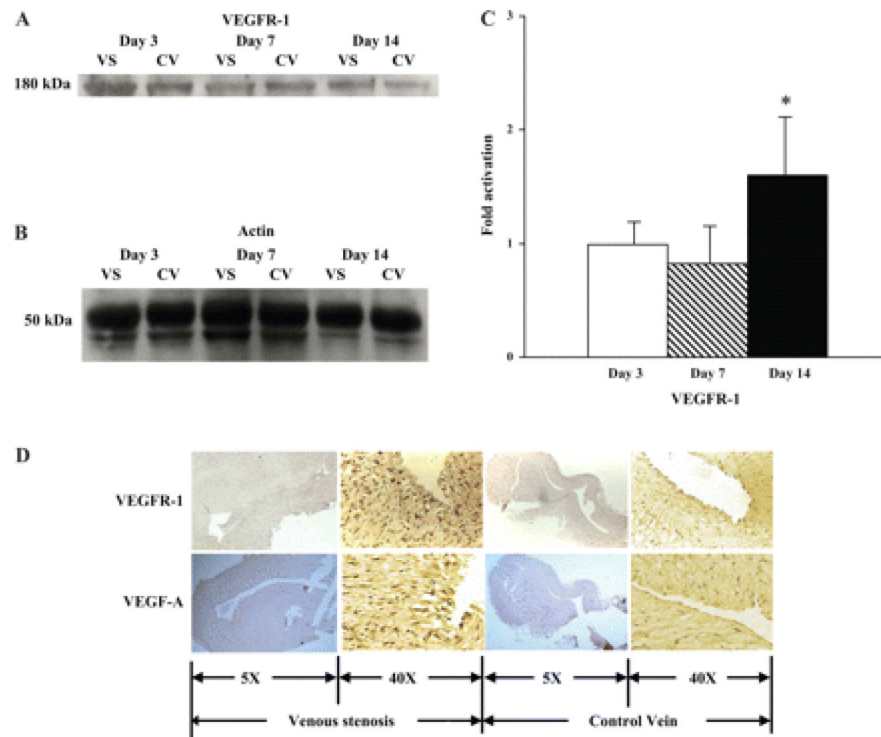 A
VEGFR-1
Day 3 Day 7 Day 14
VS CV VS CV VS CV
180 kDa
B
Actin
Day 3 Day 7 Day 14
VS CV VS CV VS CV
50 kDa
C
3
2
1
0
Fold activation
*
Day 3 Day 7 Day 14
VEGFR-1
D
VEGFR-1
VEGF-A
5X 40X 5X 40X
Venous stenosis Control Vein